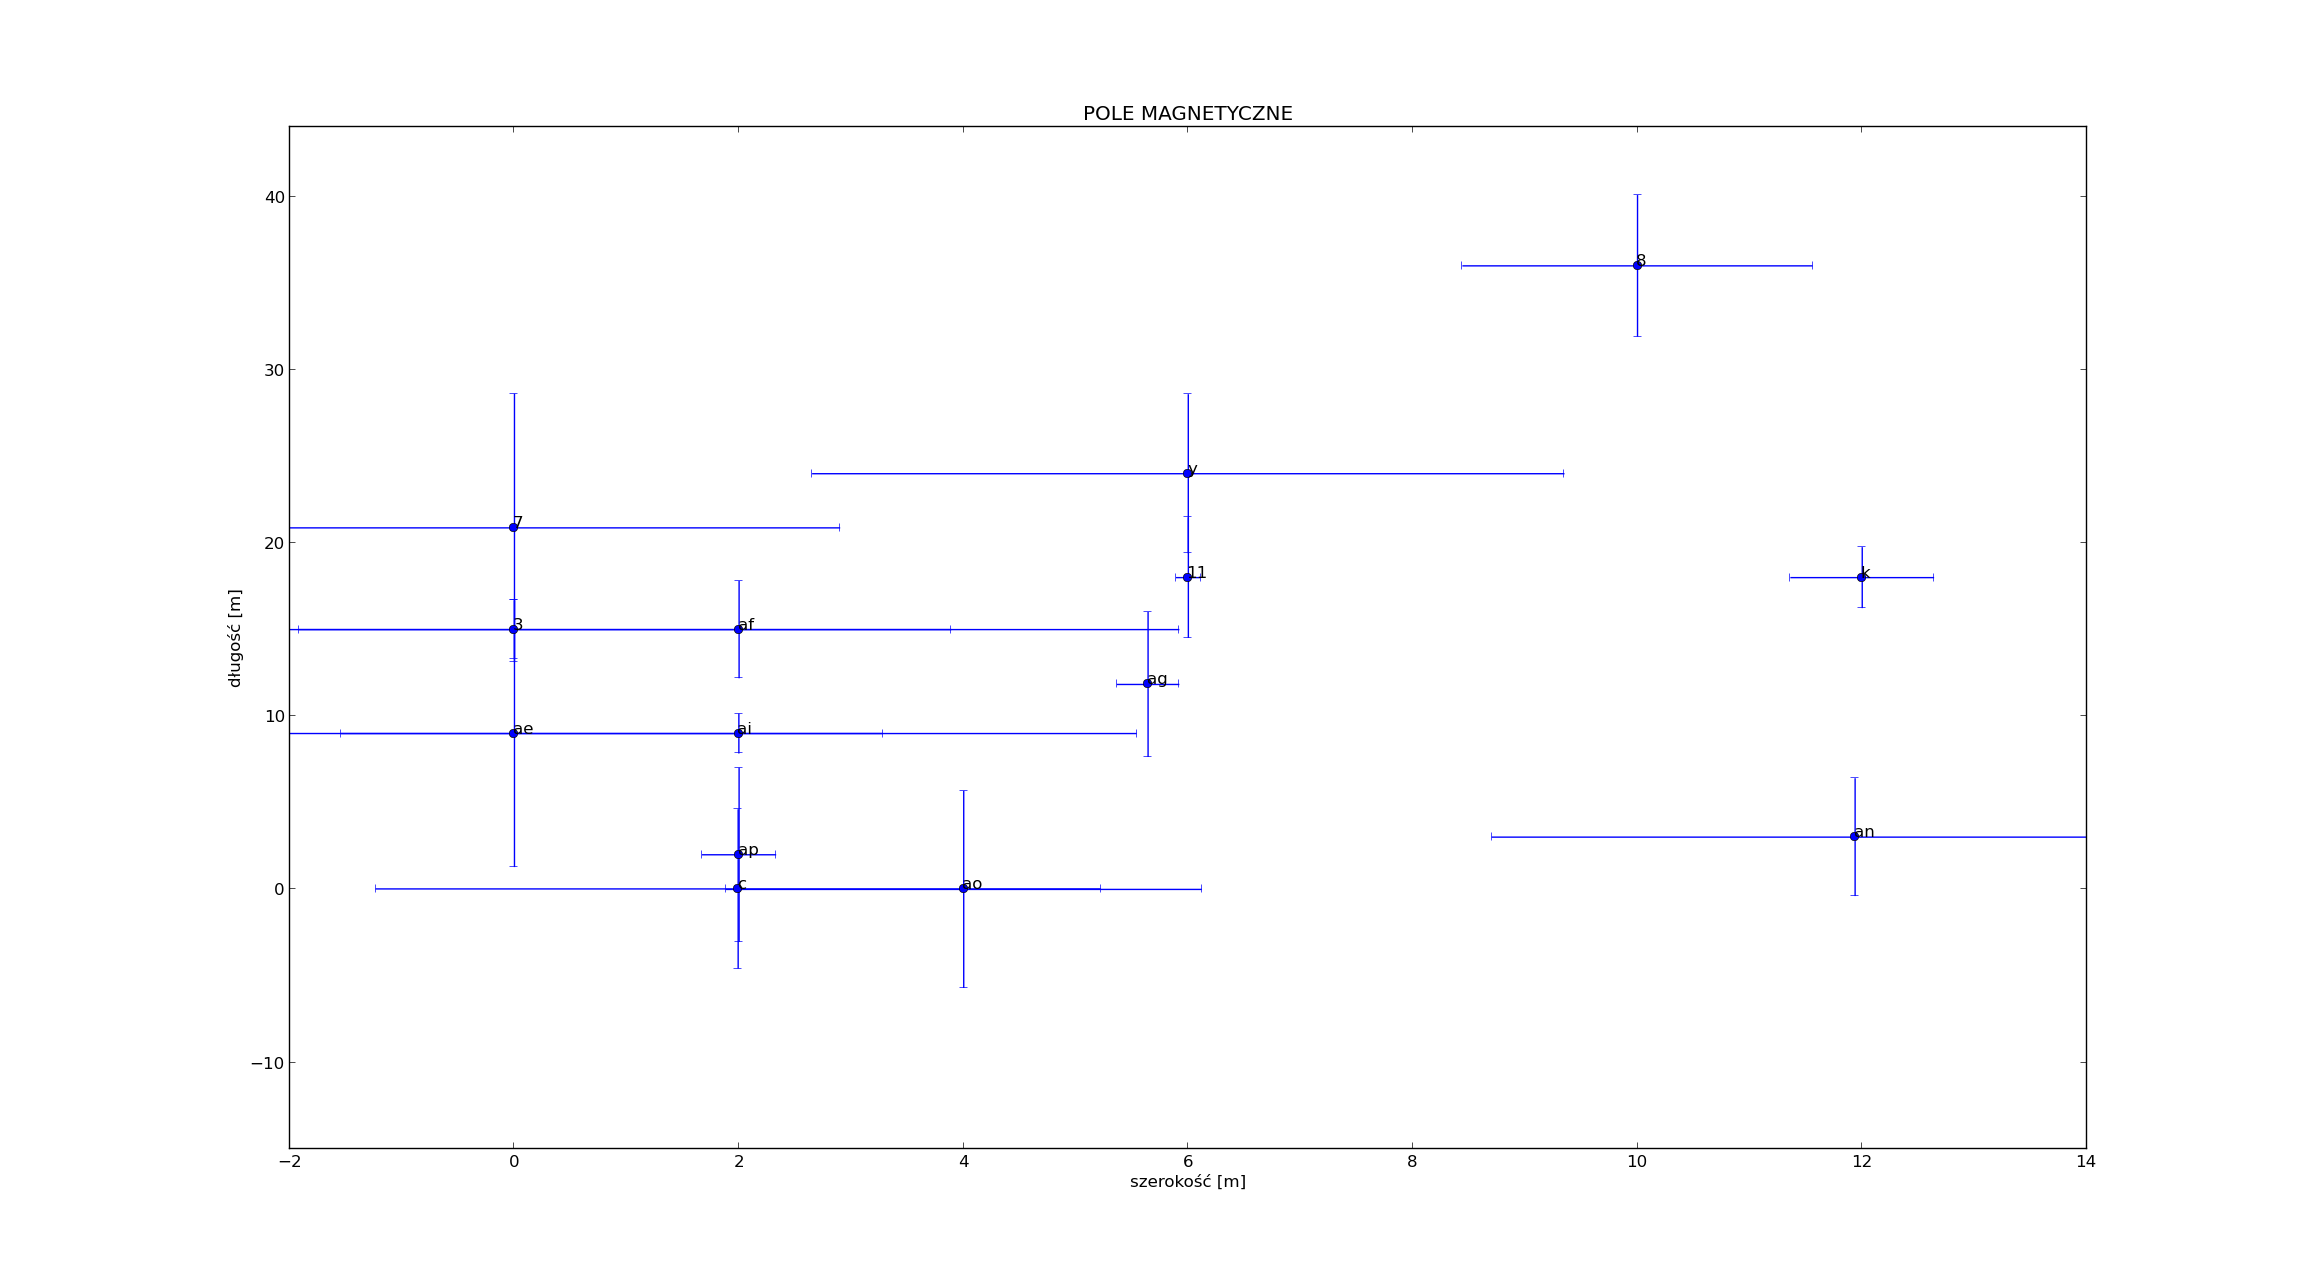 POLE MAGNETYCZNE
40
30
20
10
0
−10
długość [m]
8
y
7
11
k
3
af
ag
ae
ai
ap
an
c
ao
−2 0 2 4 6 8 10 12 14
szerokość [m]